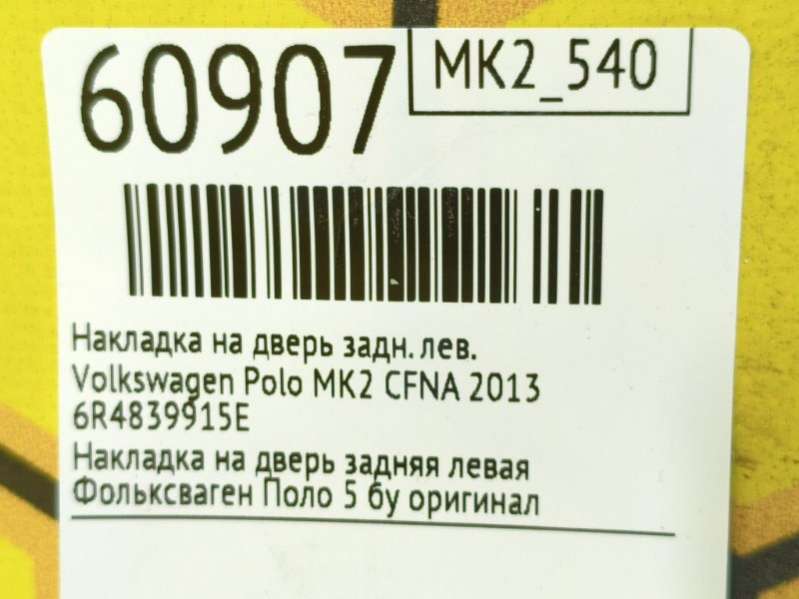 60907
MK2_540
Накладка на дверь задн. лев.
Volkswagen Polo MK2 CFNA 2013
6R4839915E
Накладка на дверь задняя левая
Фольксваген Поло 5 бу оригинал